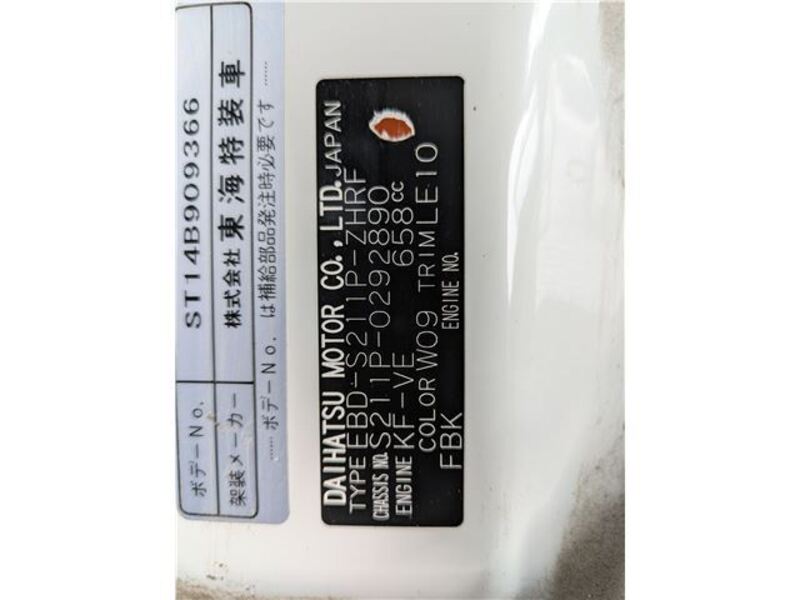 ボデーNo. ST14B909366
架装メーカー 株式会社 東海特装車
……ボデーNo. は補給部品発注時必要です……
DAIHATSU MOTOR CO., LTD. JAPAN
TYPE EBD-S211P-ZHRF
CHASSIS NO. S211P-0292890
ENGINE KF-VE 658cc
COLOR W09 TRIM LE10
FBK ENGINE NO.